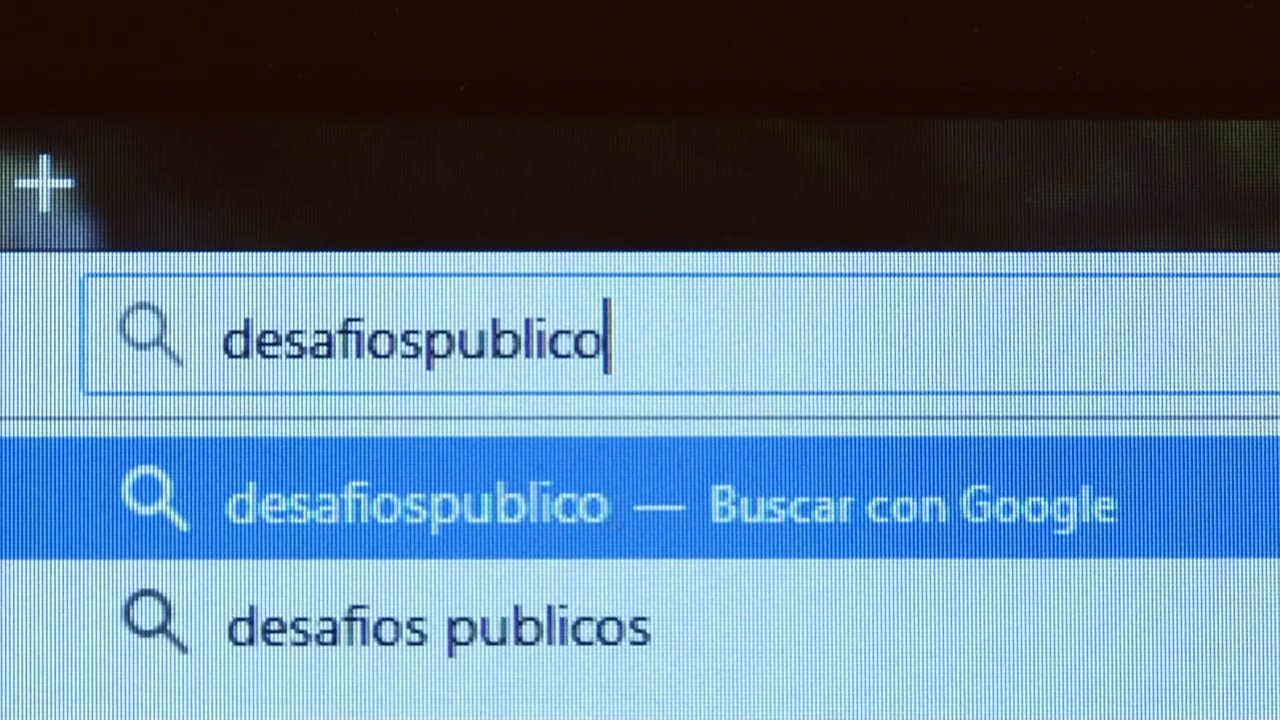 desafiospublico
desafiospublico — Buscar con Google
desafios publicos